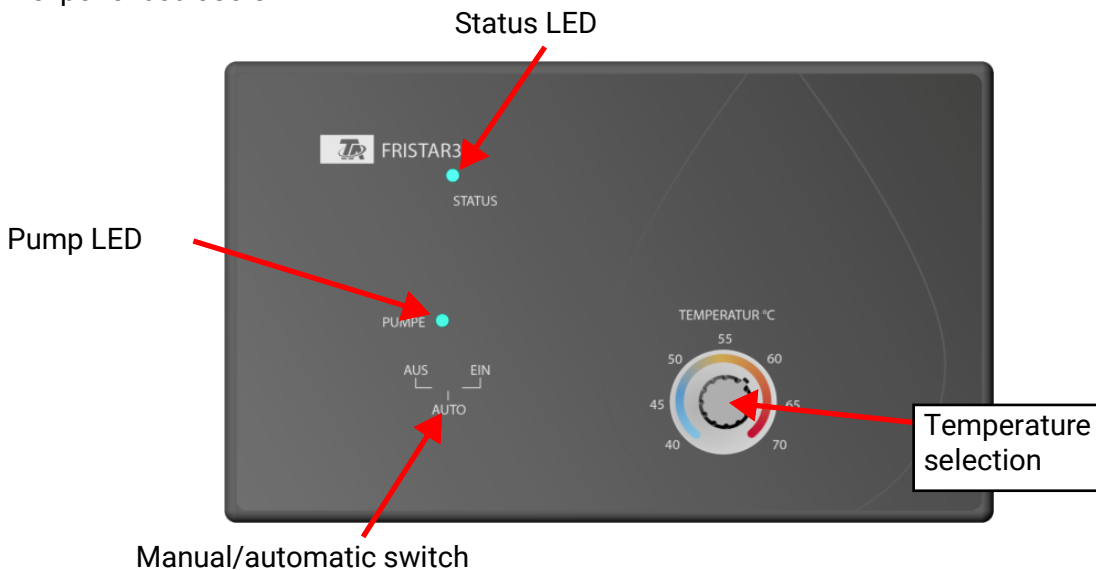 Status LED
TA FRISTAR3
STATUS
Pump LED
PUMPE
TEMPERATUR °C
55
50 60
AUS EIN
45 65
AUTO
40 70
Temperature
selection
Manual/automatic switch